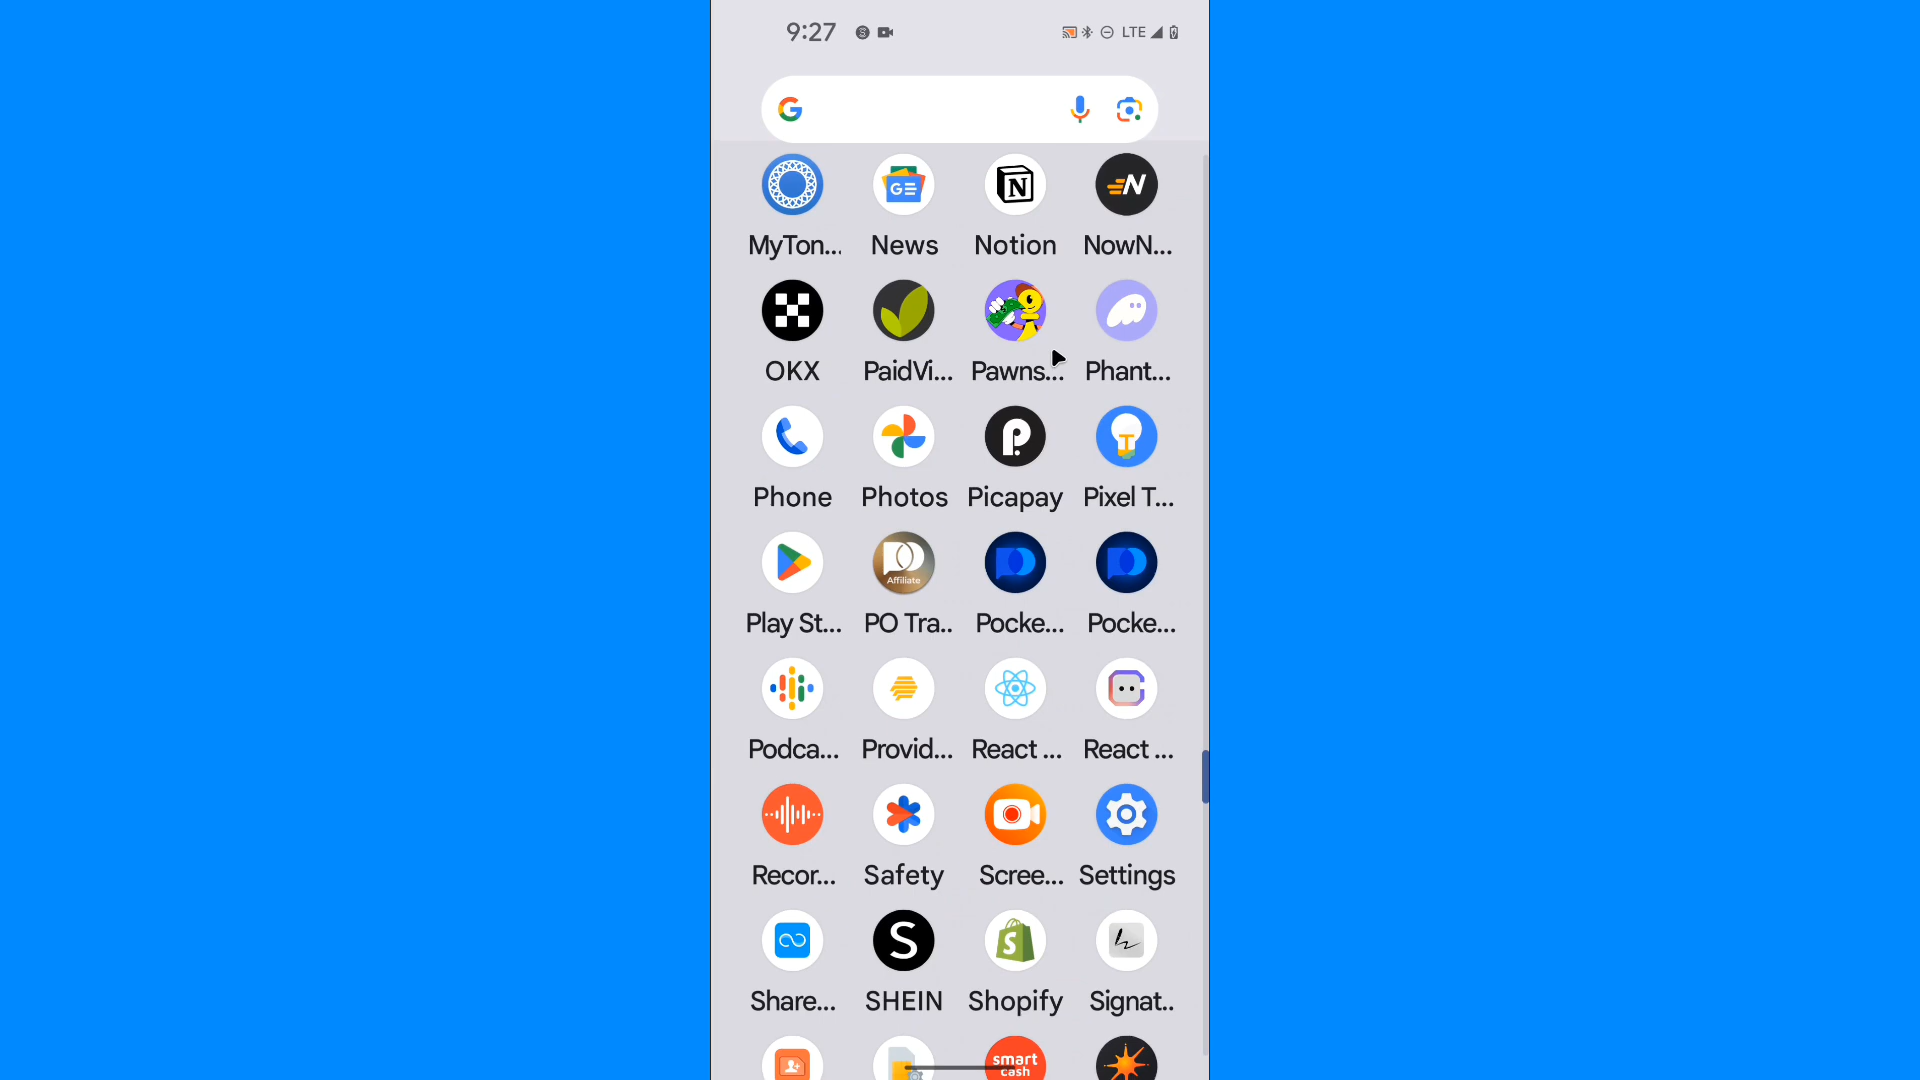 9:27 LTE
MyTon... News Notion NowN...
OKX PaidVi... Pawns... Phant...
Phone Photos Picapay Pixel T...
Affiliate
Play St... PO Tra.. Pocke... Pocke...
Podca... Provid... React ... React ...
Recor... Safety Scree... Settings
Share... SHEIN Shopify Signat..
smart
cash